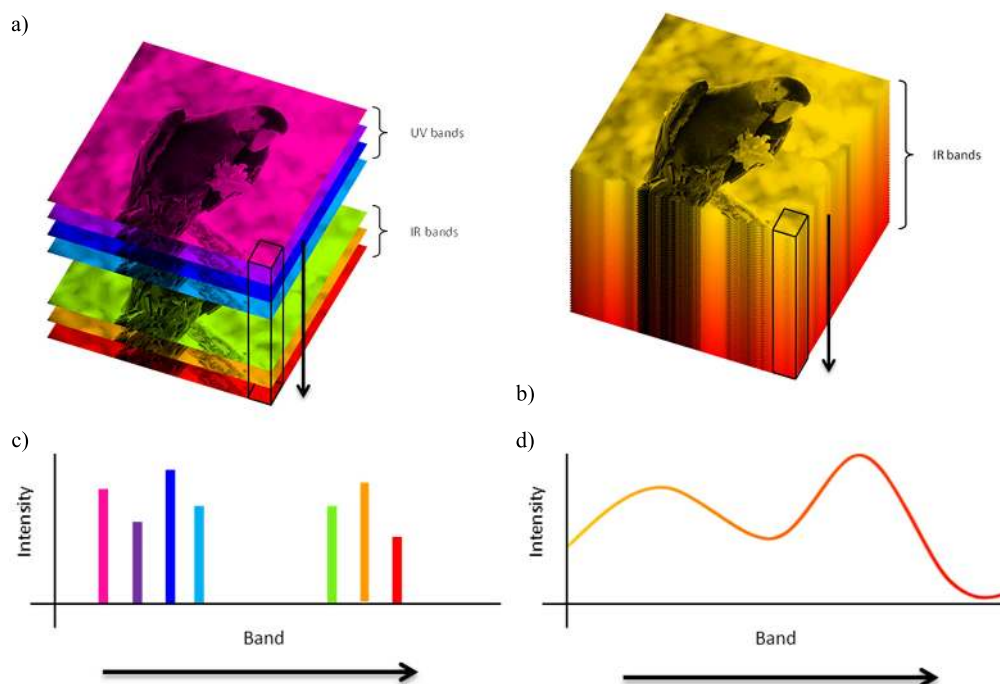 a)
UV bands
IR bands
b)
IR bands
c)
Intensity
Band
d)
Intensity
Band